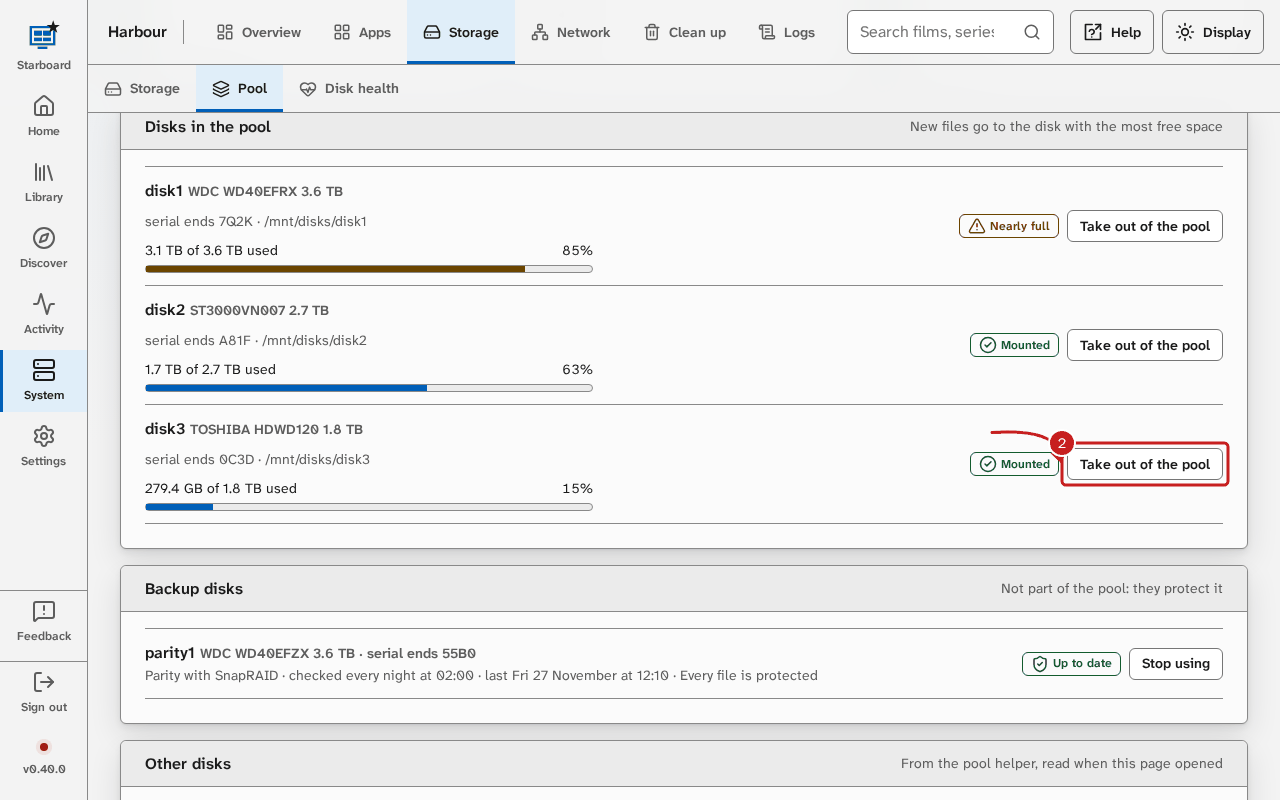 Starboard
Home
Library
Discover
Activity
System
Settings
Feedback
Sign out
v0.40.0
Harbour
Overview
Apps
Storage
Network
Clean up
Logs
Search films, series
Help
Display
Storage
Pool
Disk health
Disks in the pool
New files go to the disk with the most free space
disk1 WDC WD40EFRX 3.6 TB
serial ends 7Q2K · /mnt/disks/disk1
3.1 TB of 3.6 TB used 85%
Nearly full
Take out of the pool
disk2 ST3000VN007 2.7 TB
serial ends A81F · /mnt/disks/disk2
1.7 TB of 2.7 TB used 63%
Mounted
Take out of the pool
disk3 TOSHIBA HDWD120 1.8 TB
serial ends 0C3D · /mnt/disks/disk3
279.4 GB of 1.8 TB used 15%
Mounted
2
Take out of the pool
Backup disks
Not part of the pool: they protect it
parity1 WDC WD40EFZX 3.6 TB · serial ends 55B0
Parity with SnapRAID · checked every night at 02:00 · last Fri 27 November at 12:10 · Every file is protected
Up to date
Stop using
Other disks
From the pool helper, read when this page opened